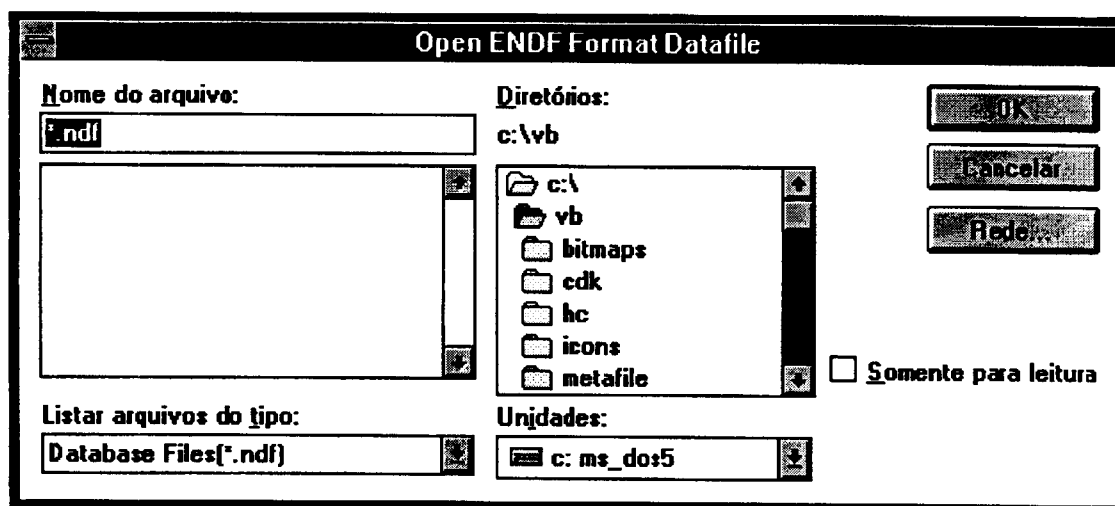 Open ENDF Format Datafile
Nome do arquivo:
*.ndf
Diretórios:
c:\vb
c:\
vb
bitmaps
cdk
hc
icons
metafile
OK
Cancelar
Rede...
Somente para leitura
Listar arquivos do tipo:
Database Files(*.ndf)
Unidades:
c: ms_dos5